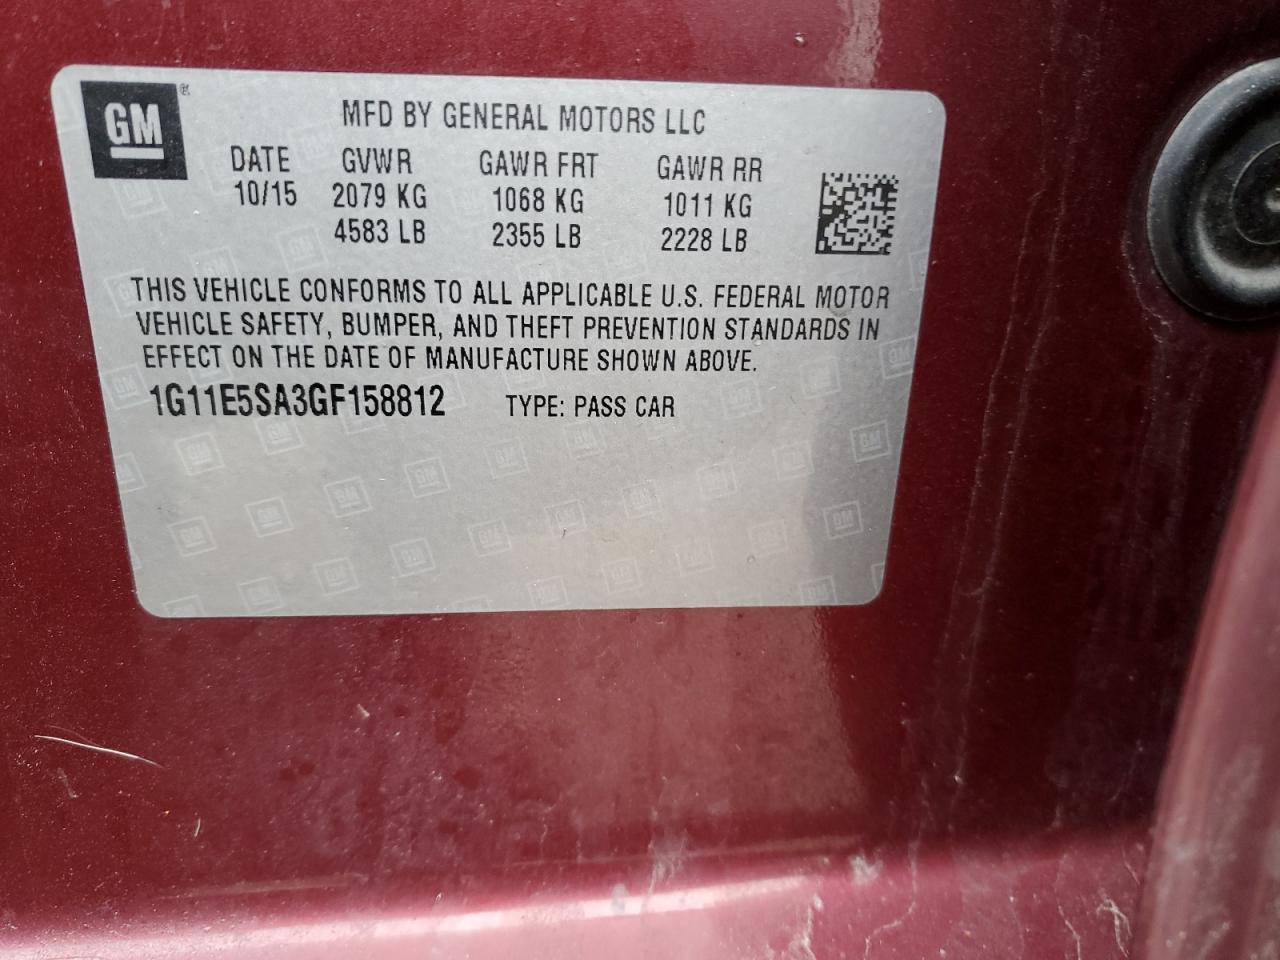 GM
MFD BY GENERAL MOTORS LLC
DATE GVWR GAWR FRT GAWR RR
10/15 2079 KG 1068 KG 1011 KG
4583 LB 2355 LB 2228 LB
THIS VEHICLE CONFORMS TO ALL APPLICABLE U.S. FEDERAL MOTOR
VEHICLE SAFETY, BUMPER, AND THEFT PREVENTION STANDARDS IN
EFFECT ON THE DATE OF MANUFACTURE SHOWN ABOVE.
1G11E5SA3GF158812 TYPE: PASS CAR